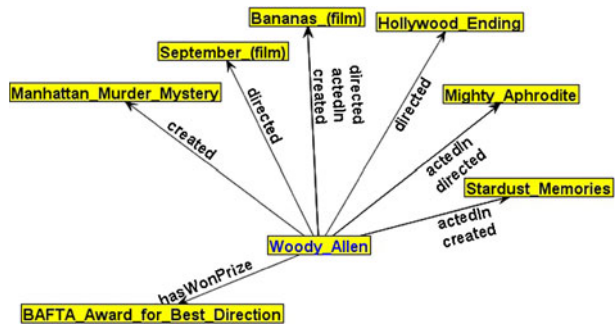 Bananas_(film)
Hollywood_Ending
September_(film)
Manhattan_Murder_Mystery
Mighty_Aphrodite
Stardust_Memories
created
directed
created
actedIn
directed
directed
actedIn
directed
actedIn
created
Woody_Allen
hasWonPrize
BAFTA_Award_for_Best_Direction